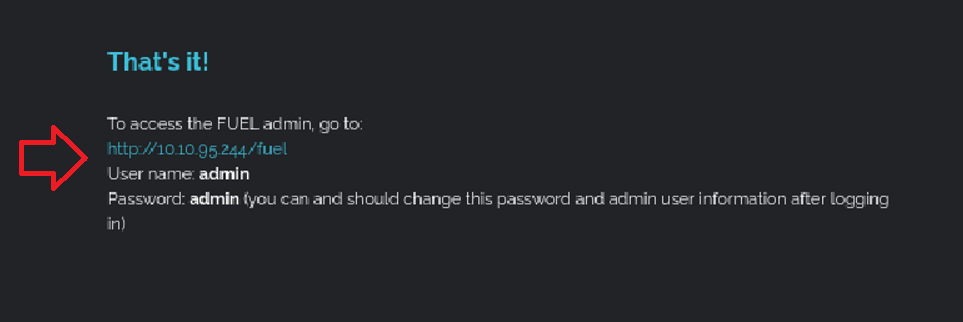 That's it!
To access the FUEL admin, go to:
http://10.10.95.244/fuel
User name: admin
Password: admin (you can and should change this password and admin user information after logging
in)